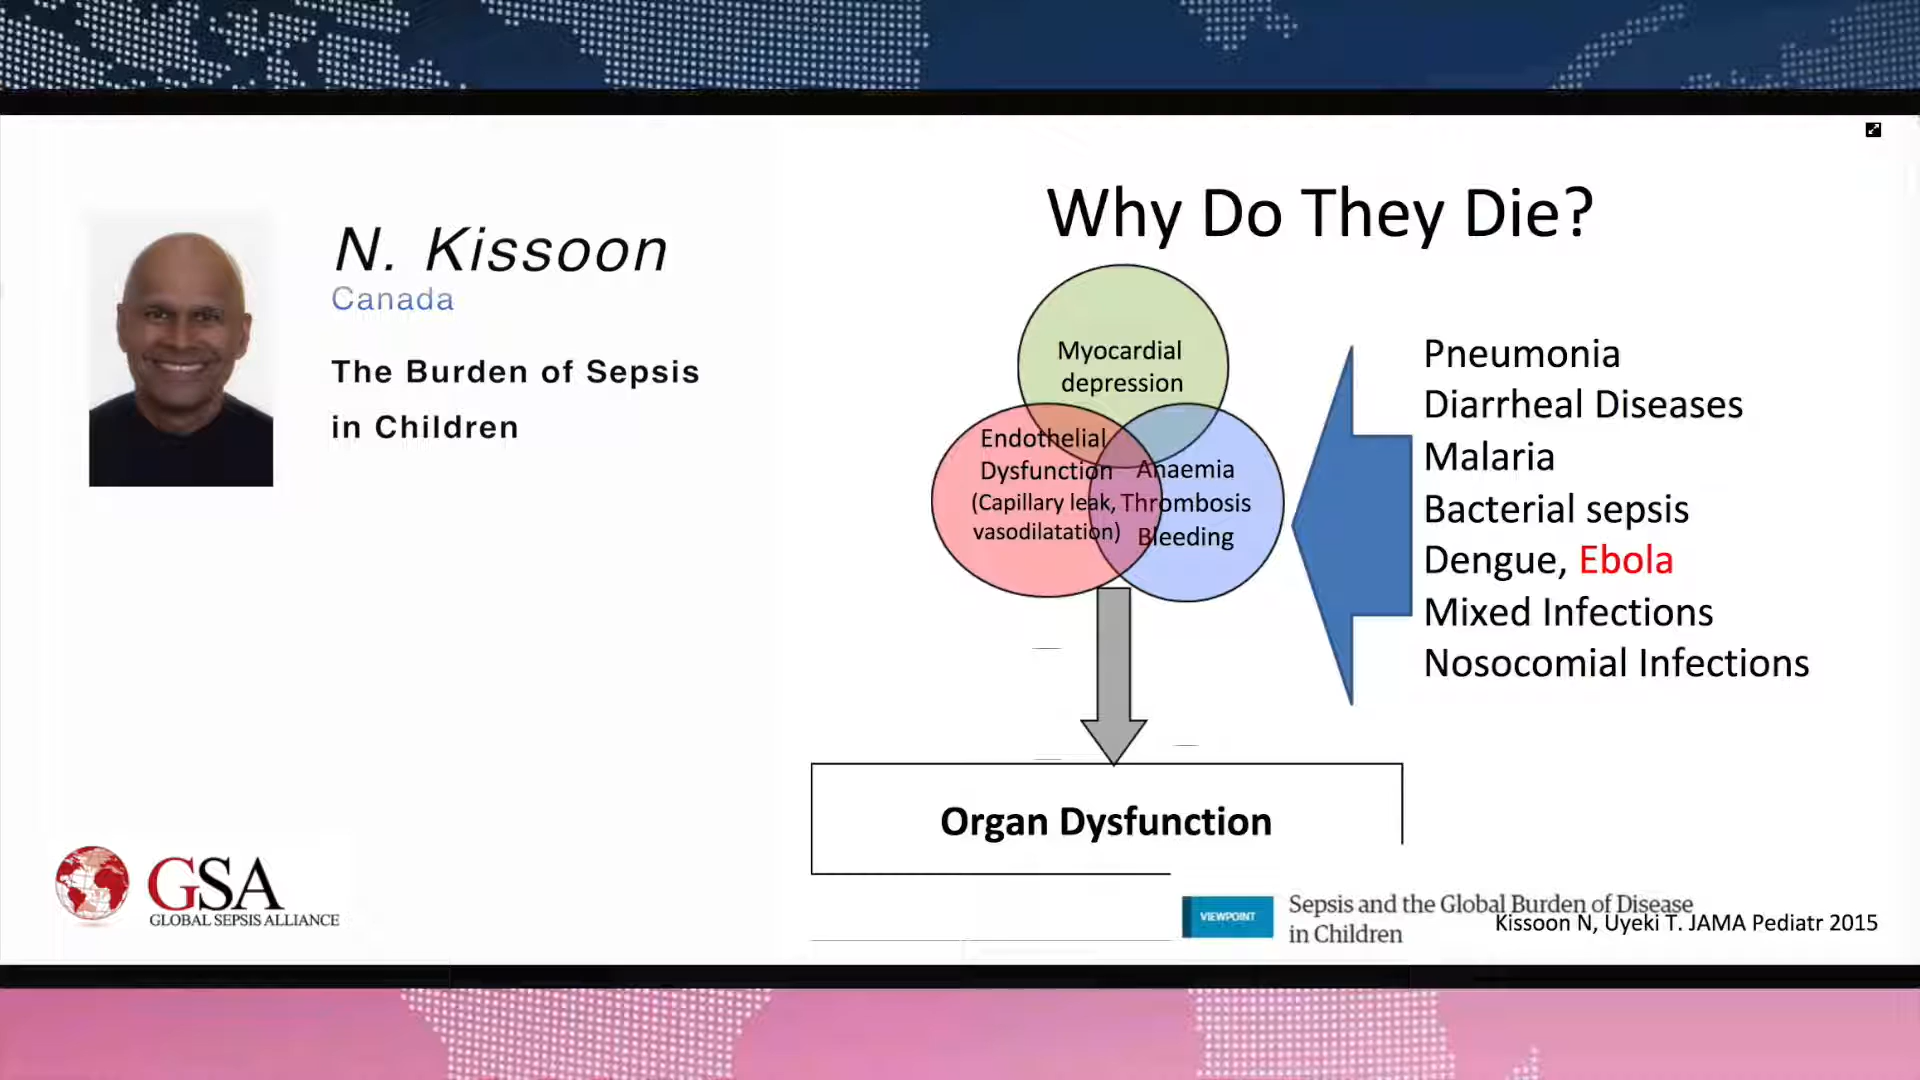 N. Kissoon
Canada
The Burden of Sepsis
in Children
GSA
GLOBAL SEPSIS ALLIANCE
Why Do They Die?
Myocardial
depression
Endothelial
Dysfunction
(Capillary leak,
vasodilatation)
Anaemia
Thrombosis
Bleeding
Pneumonia
Diarrheal Diseases
Malaria
Bacterial sepsis
Dengue, Ebola
Mixed Infections
Nosocomial Infections
Organ Dysfunction
VIEWPOINT
Sepsis and the Global Burden of Disease
in Children
Kissoon N, Uyeki T. JAMA Pediatr 2015